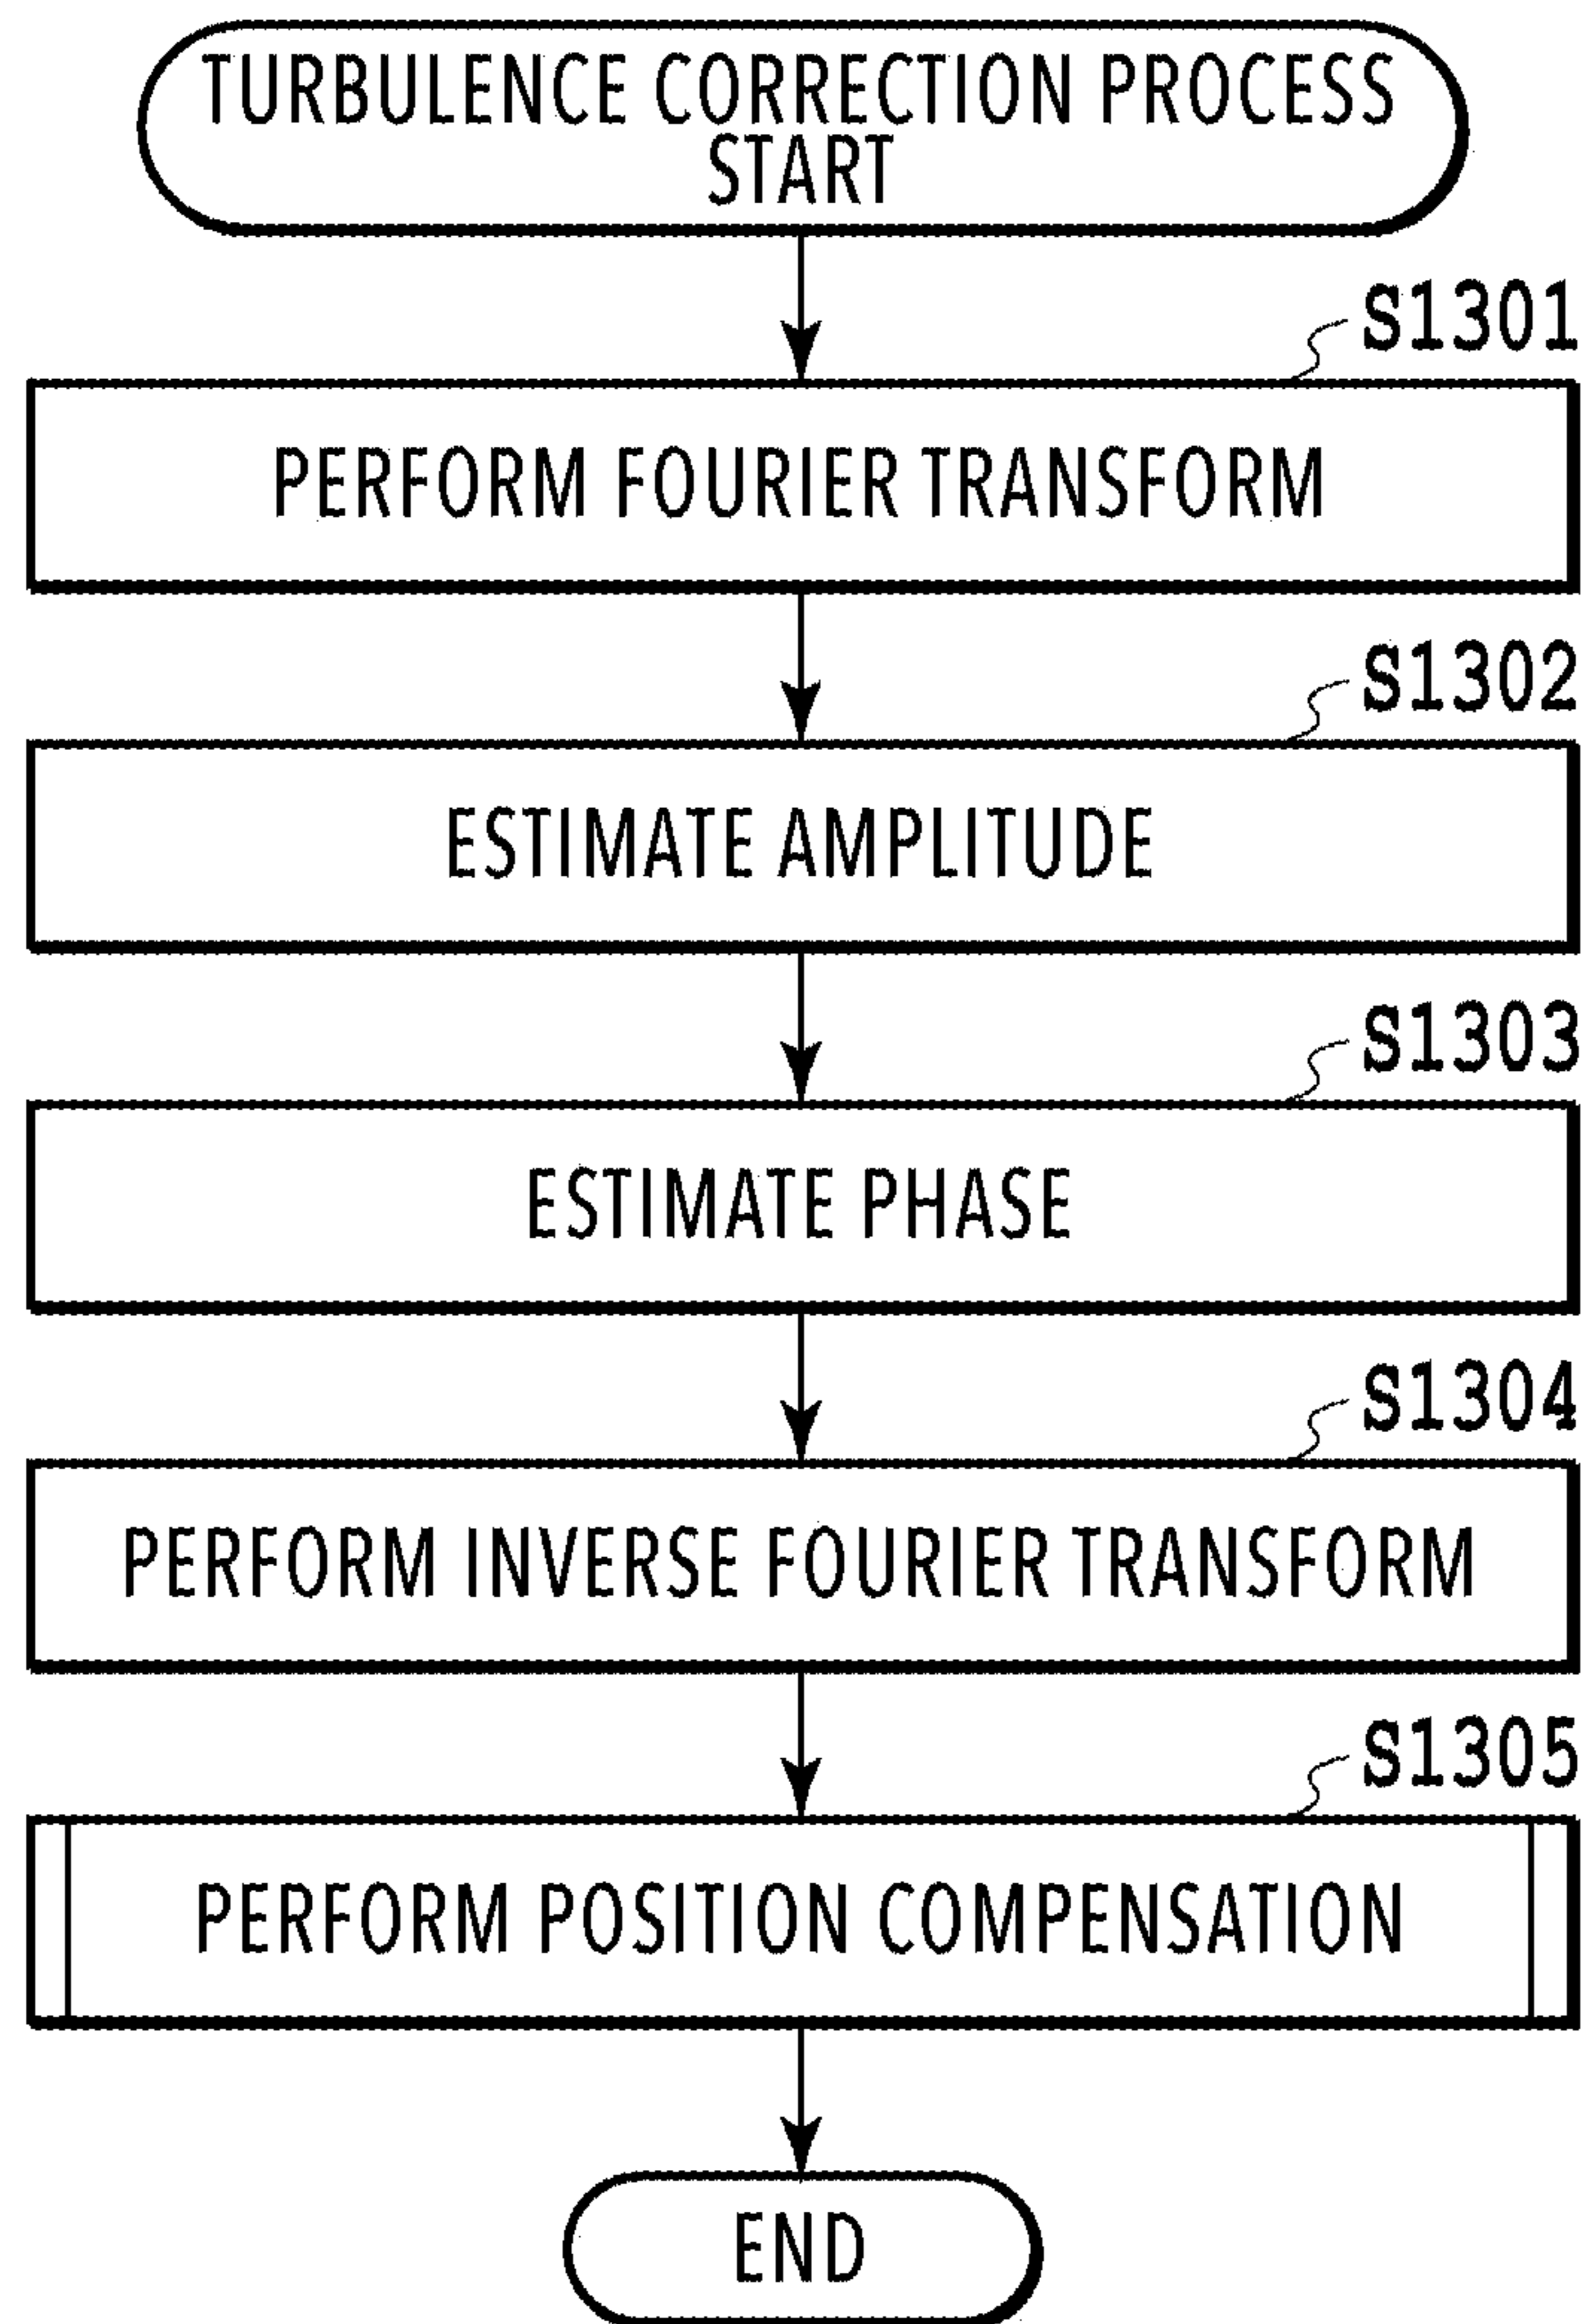 TURBULENCE CORRECTION PROCESS
START
S1301
PERFORM FOURIER TRANSFORM
S1302
ESTIMATE AMPLITUDE
S1303
ESTIMATE PHASE
S1304
PERFORM INVERSE FOURIER TRANSFORM
S1305
PERFORM POSITION COMPENSATION
END